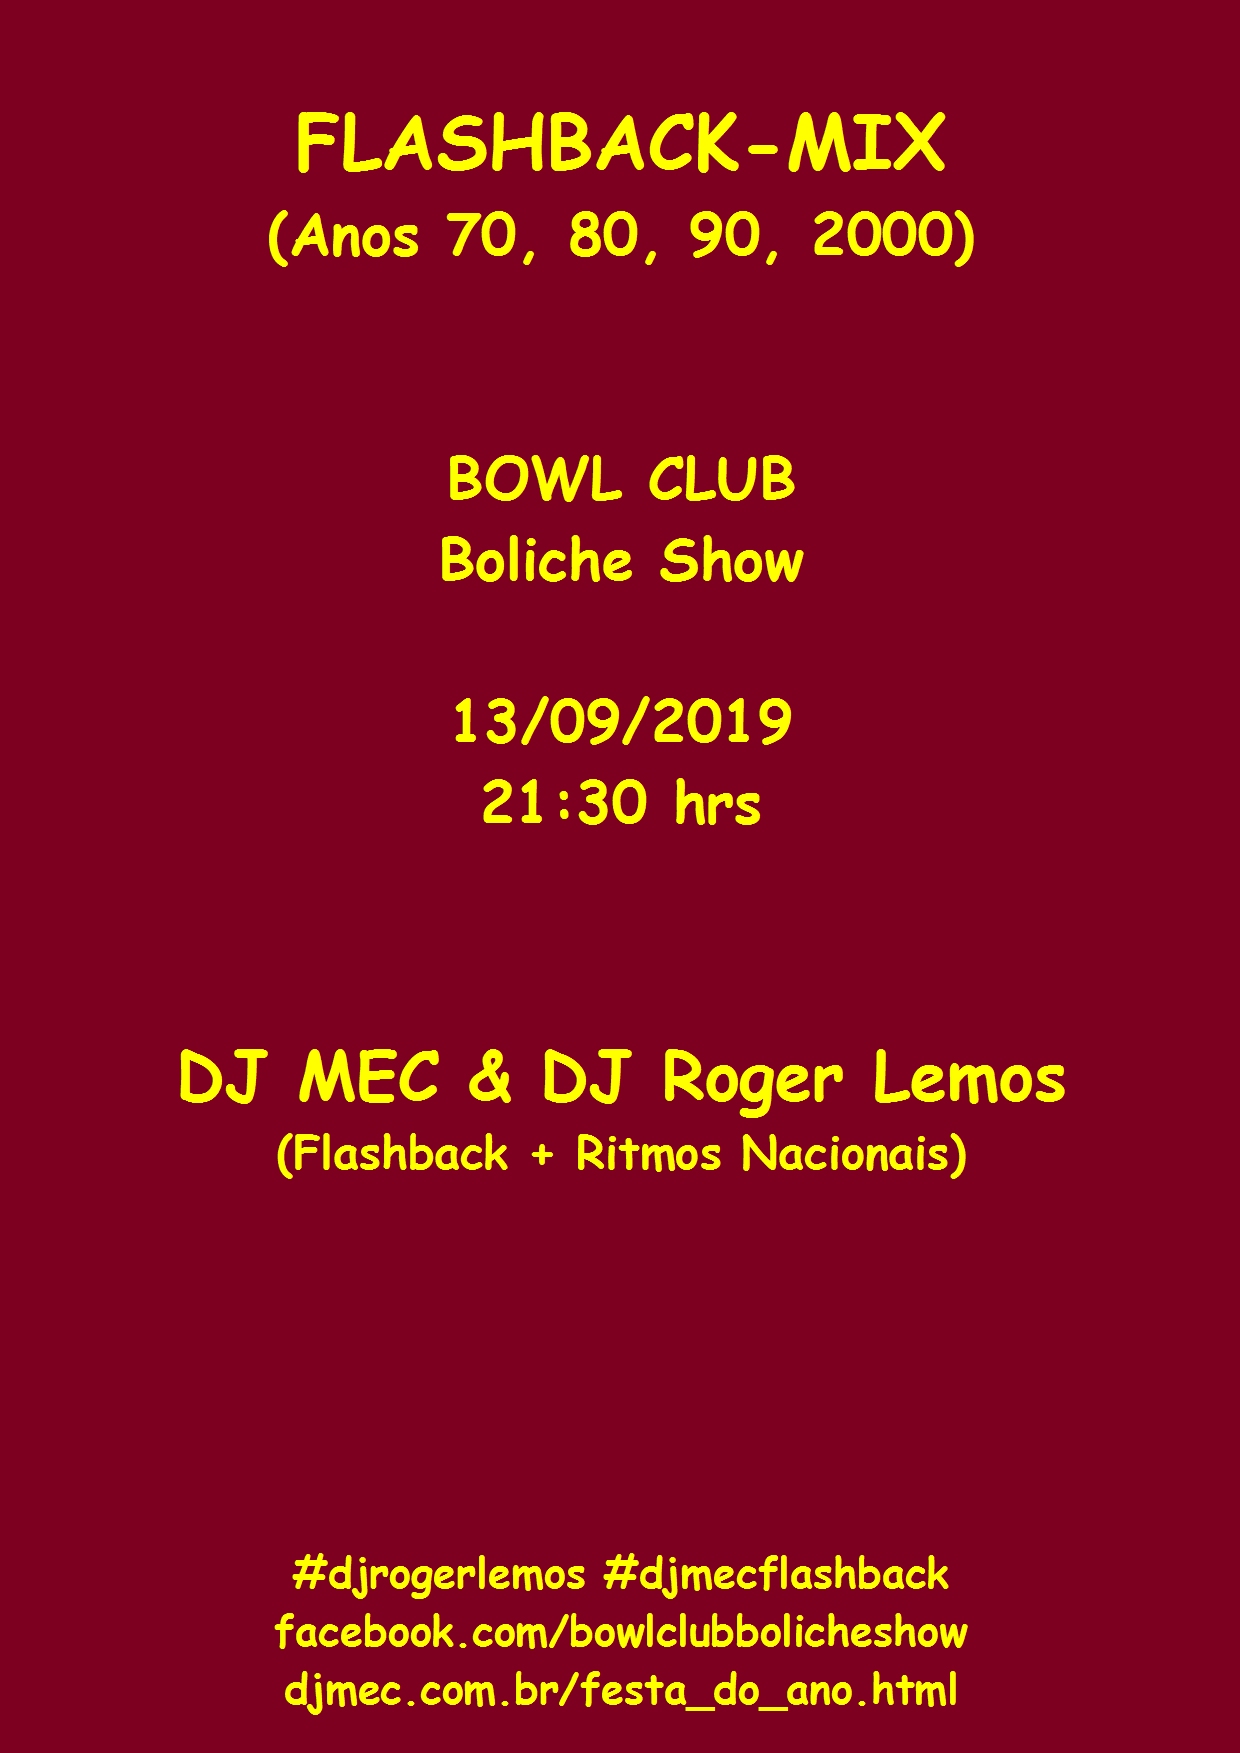 FLASHBACK-MIX
(Anos 70, 80, 90, 2000)
BOWL CLUB
Boliche Show
13/09/2019
21:30 hrs
DJ MEC & DJ Roger Lemos
(Flashback + Ritmos Nacionais)
#djrogerlemos #djmecflashback
facebook.com/bowlclubbolicheshow
djmec.com.br/festa_do_ano.html